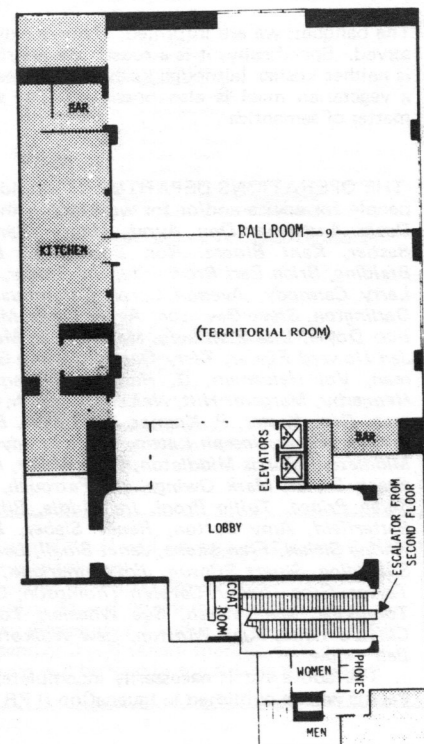 BAR
BALLROOM 9
KITCHEN
(TERRITORIAL ROOM)
ELEVATORS
BAR
LOBBY
ESCALATOR FROM
SECOND FLOOR
COAT
ROOM
WOMEN
PHONES
MEN